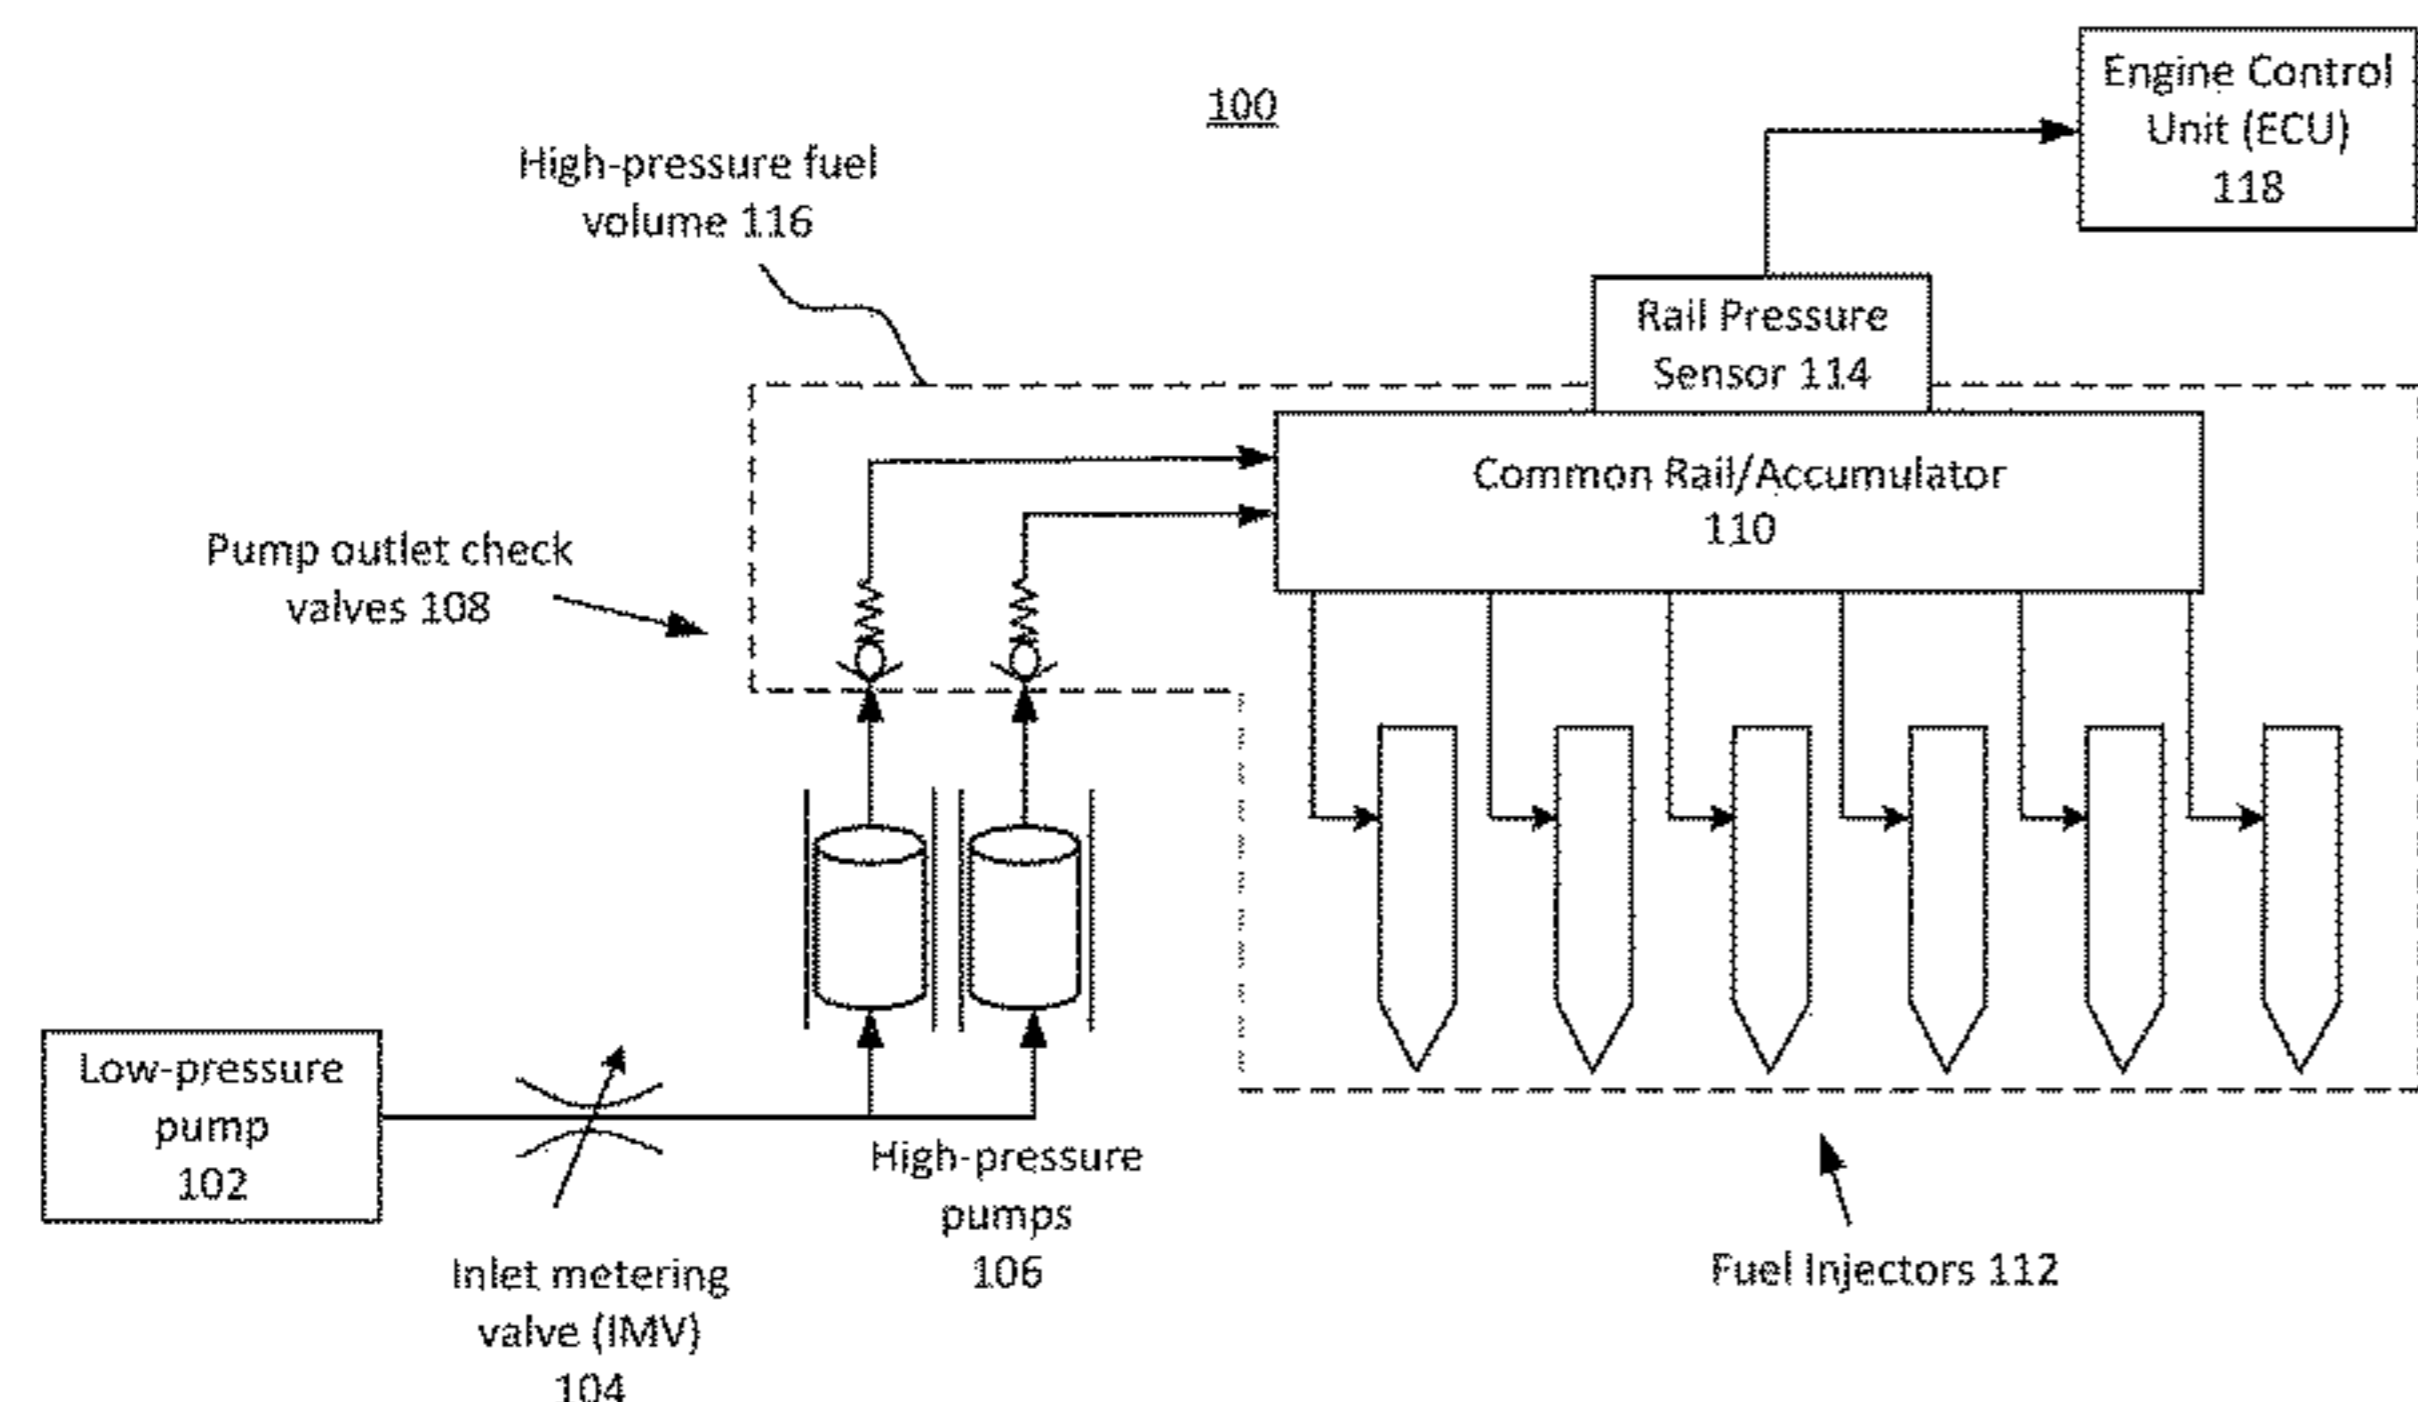 100
Engine Control
Unit (ECU)
118
High-pressure fuel
volume 116
Rail Pressure
Sensor 114
Common Rail/Accumulator
110
Pump outlet check
valves 108
Low-pressure
pump
102
High-pressure
pumps
106
Inlet metering
valve (IMV)
104
Fuel Injectors 112